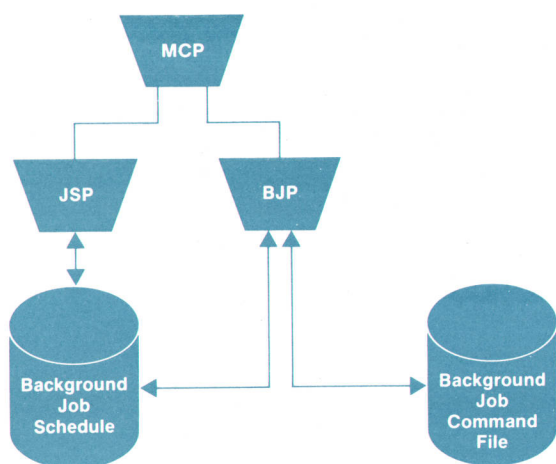 MCP
JSP
BJP
Background
Job
Schedule
Background
Job
Command
File